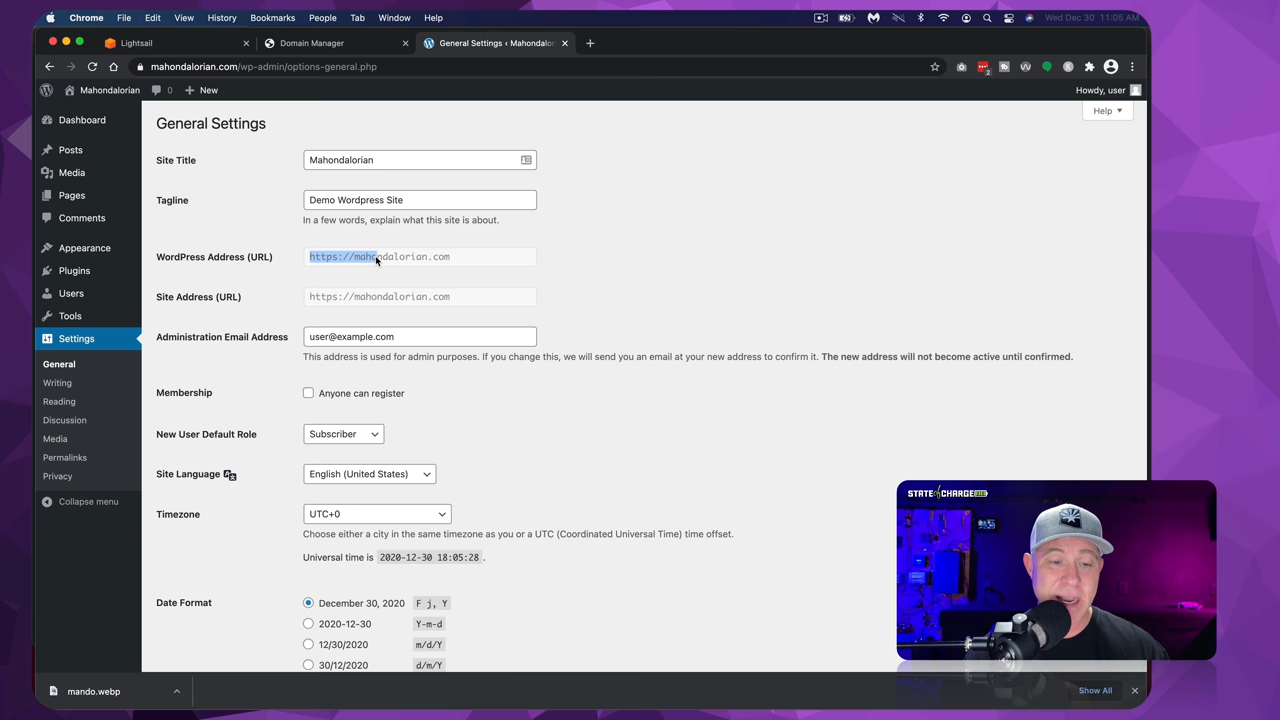 Chrome File Edit View History Bookmarks People Tab Window Help Wed Dec 30 11:05 AM
Lightsail
Domain Manager
General Settings ‹ Mahondalor
mahondalorian.com/wp-admin/options-general.php
2
Mahondalorian 0 New Howdy, user
Help
Dashboard
Posts
Media
Pages
Comments
Appearance
Plugins
Users
Tools
Settings
General
Writing
Reading
Discussion
Media
Permalinks
Privacy
Collapse menu
General Settings
Site Title Mahondalorian
Tagline Demo Wordpress Site
In a few words, explain what this site is about.
WordPress Address (URL) https://mahondalorian.com
Site Address (URL) https://mahondalorian.com
Administration Email Address user@example.com
This address is used for admin purposes. If you change this, we will send you an email at your new address to confirm it. The new address will not become active until confirmed.
Membership Anyone can register
New User Default Role Subscriber
Site Language English (United States)
Timezone UTC+0
Choose either a city in the same timezone as you or a UTC (Coordinated Universal Time) time offset.
Universal time is 2020-12-30 18:05:28 .
Date Format December 30, 2020 F j, Y
2020-12-30 Y-m-d
12/30/2020 m/d/Y
30/12/2020 d/m/Y
STATE OF CHARGE
mando.webp
Show All